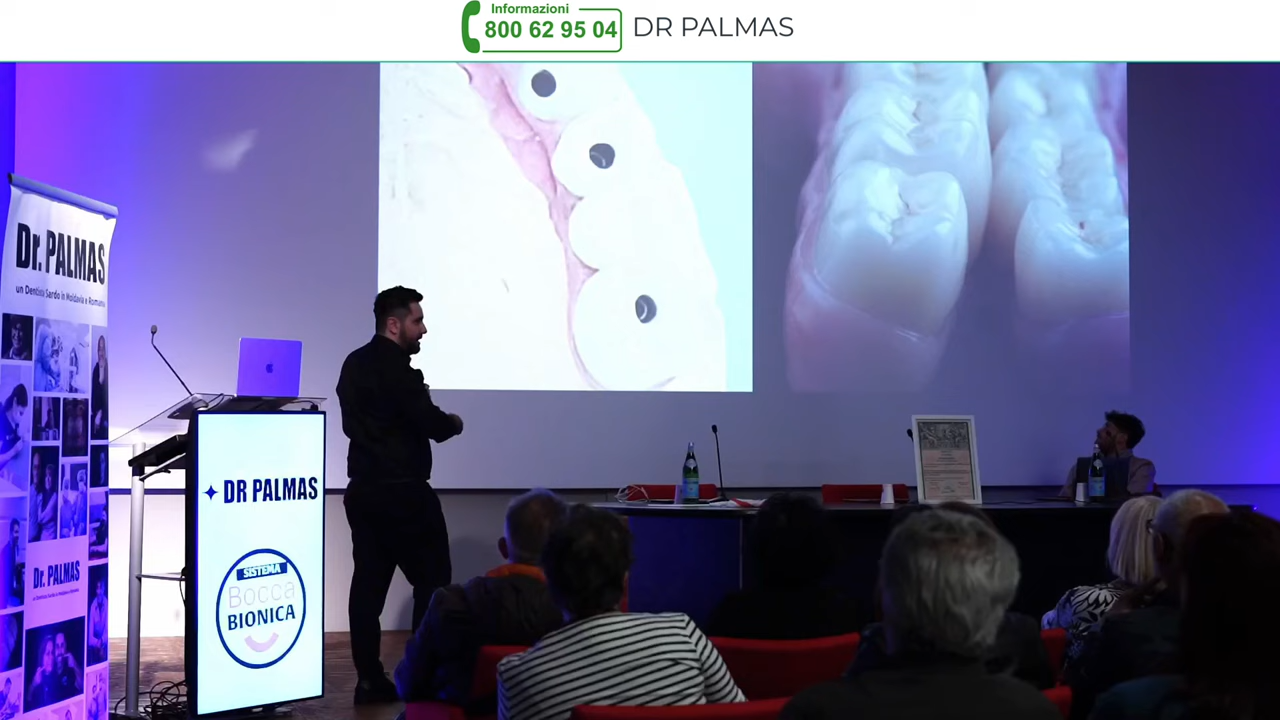 Informazioni
800 62 95 04
DR PALMAS
Dr. PALMAS
un Dentista Sardo in Moldavia e Romania
DR PALMAS
SISTEMA
Bocca
BIONICA
Dr. PALMAS